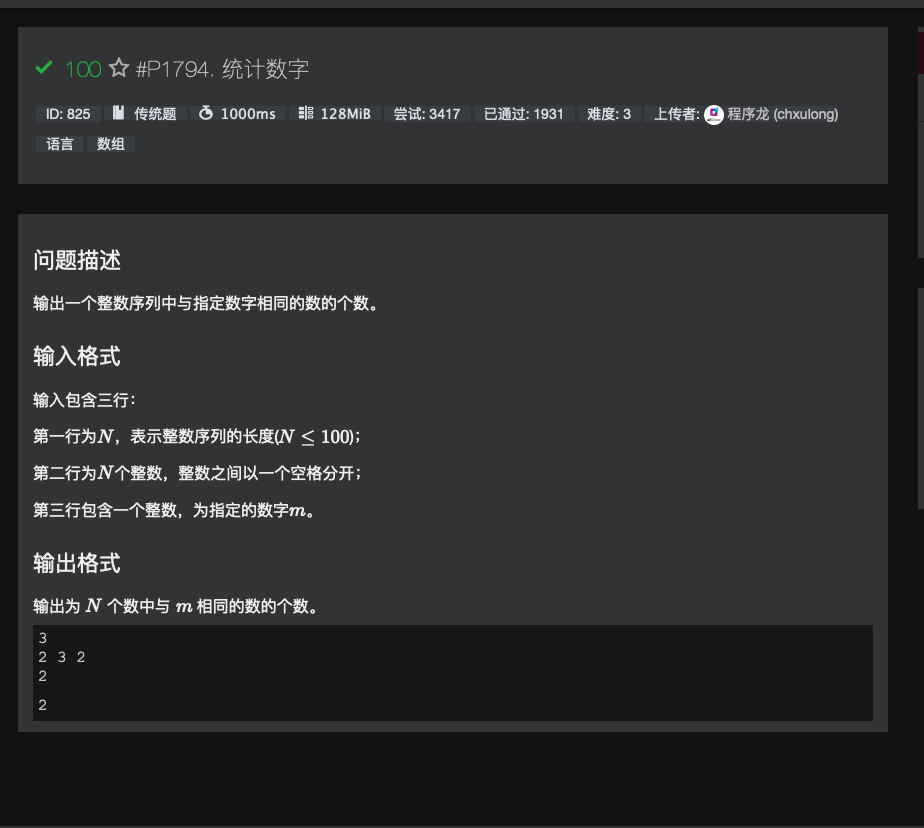 100 #P1794. 统计数字
ID: 825 传统题 1000ms 128MiB 尝试: 3417 已通过: 1931 难度: 3 上传者: 程序龙 (chxulong)
语言 数组
问题描述
输出一个整数序列中与指定数字相同的数的个数。
输入格式
输入包含三行：
第一行为N，表示整数序列的长度(N ≤ 100)；
第二行为N个整数，整数之间以一个空格分开；
第三行包含一个整数，为指定的数字m。
输出格式
输出为 N 个数中与 m 相同的数的个数。
3
2 3 2
2
2